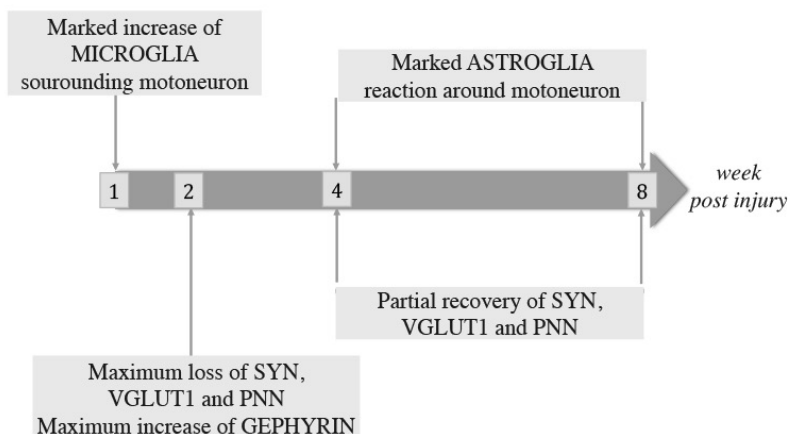 Marked increase of
MICROGLIA
sourounding motoneuron
Marked ASTROGLIA
reaction around motoneuron
1
2
4
8
week
post injury
Partial recovery of SYN,
VGLUT1 and PNN
Maximum loss of SYN,
VGLUT1 and PNN
Maximum increase of GEPHYRIN